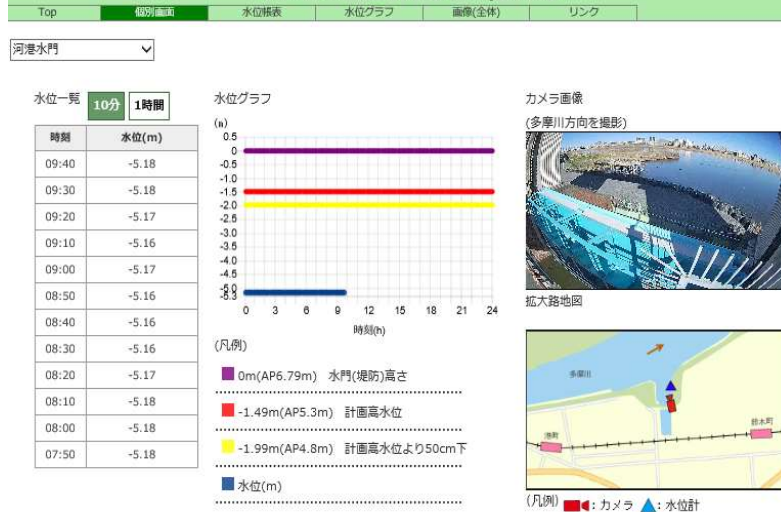 Top 個別画面 水位帳表 水位グラフ 画像(全体) リンク
河港水門
水位一覧 10分 1時間
時刻 水位(m)
09:40 -5.18
09:30 -5.18
09:20 -5.17
09:10 -5.16
09:00 -5.17
08:50 -5.16
08:40 -5.16
08:30 -5.16
08:20 -5.17
08:10 -5.18
08:00 -5.18
07:50 -5.18
水位グラフ
(m)
0.5
0
-0.5
-1.0
-1.5
-2.0
-2.5
-3.0
-3.5
-4.0
-4.5
-5.0
-5.3
0 3 6 9 12 15 18 21 24
時刻(h)
(凡例)
0m(AP6.79m) 水門(堤防)高さ
-1.49m(AP5.3m) 計画高水位
-1.99m(AP4.8m) 計画高水位より50cm下
水位(m)
カメラ画像
(多摩川方向を撮影)
拡大路地図
多摩川
港町
鈴木町
(凡例) : カメラ : 水位計